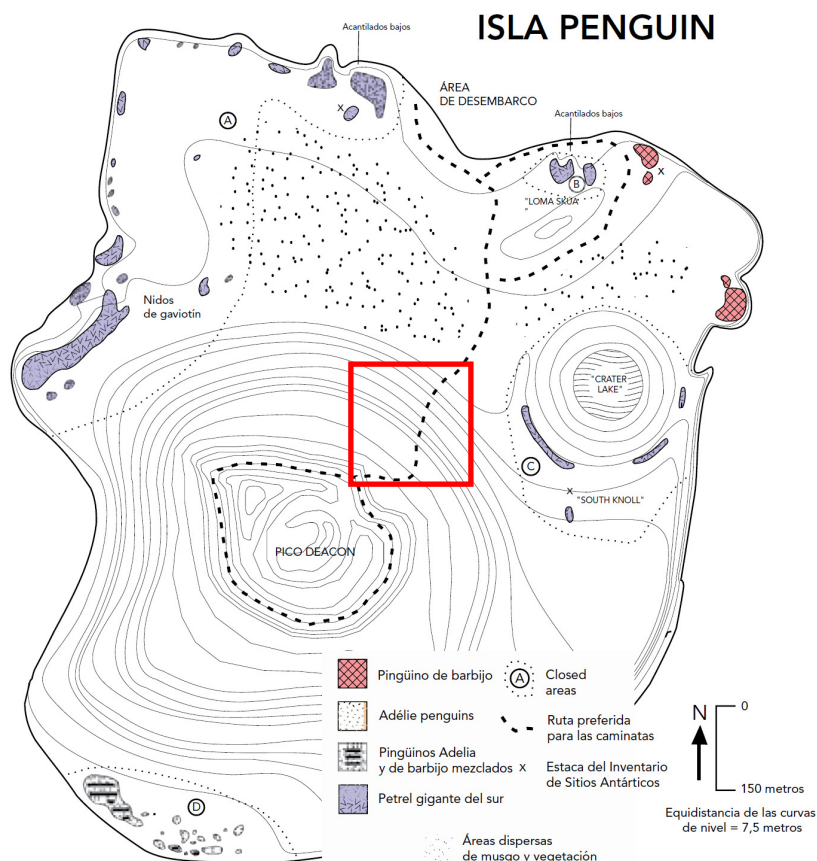 ISLA PENGUIN
Acantilados bajos
ÁREA
DE DESEMBARCO
Acantilados bajos
x
A
x
B
"LOMA SKUA
"
Nidos
de gaviotín
"CRATER
LAKE"
C
x
"SOUTH KNOLL"
PICO DEACON
Pingüino de barbijo
A
Closed
areas
Adélie penguins
Ruta preferida
para las caminatas
Pingüinos Adelia
y de barbijo mezclados
x
Estaca del Inventario
de Sitios Antárticos
Petrel gigante del sur
Áreas dispersas
de musgo y vegetación
N
0
150 metros
Equidistancia de las curvas
de nivel = 7,5 metros
D